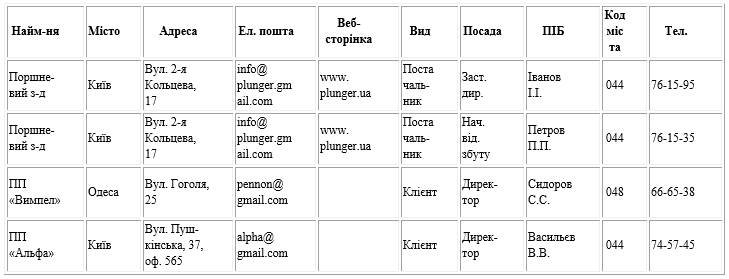 Найм-ня Місто Адреса Ел. пошта Веб-сторінка Вид Посада ПІБ Код міста Тел.
Поршне-
вий з-д
Київ
Вул. 2-я
Кольцева,
17
info@
plunger.gm
ail.com
www.
plunger.ua
Поста
чаль-
ник
Заст.
дир.
Іванов
І.І.
044
76-15-95
Поршне-
вий з-д
Київ
Вул. 2-я
Кольцева,
17
info@
plunger.gm
ail.com
www.
plunger.ua
Поста
чаль-
ник
Нач.
від.
збуту
Петров
П.П.
044
76-15-35
ПП
«Вимпел»
Одеса
Вул. Гоголя,
25
pennon@
gmail.com
Клієнт
Дирек-
тор
Сидоров
С.С.
048
66-65-38
ПП
«Альфа»
Київ
Вул. Пуш-
кінська, 37,
оф. 565
alpha@
gmail.com
Клієнт
Дирек-
тор
Васильєв
В.В.
044
74-57-45